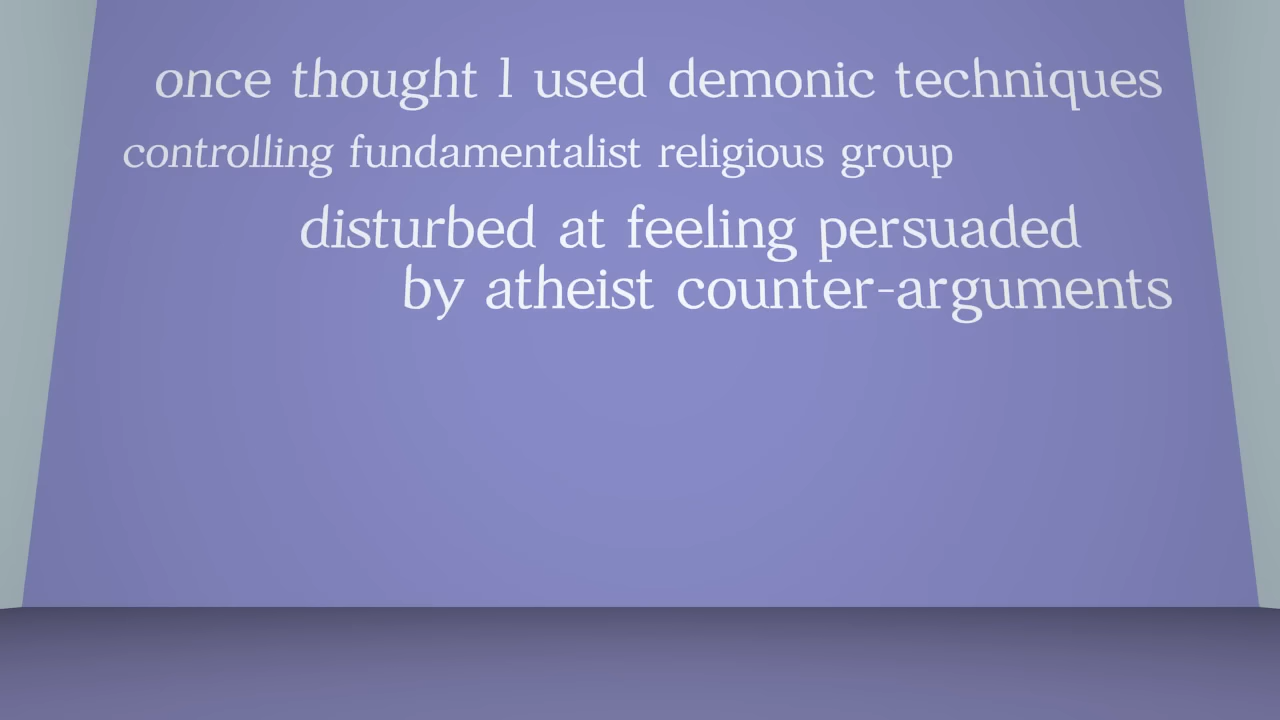 once thought I used demonic techniques
controlling fundamentalist religious group
disturbed at feeling persuaded
by atheist counter-arguments